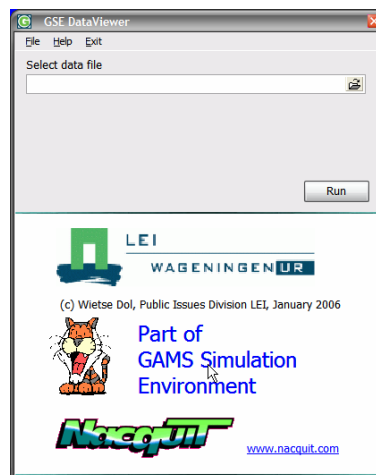 GSE DataViewer
File Help Exit
Select data file
Run
LEI
WAGENINGEN UR
(c) Wietse Dol, Public Issues Division LEI, January 2006
Part of
GAMS Simulation
Environment
NacquiT
www.nacquit.com